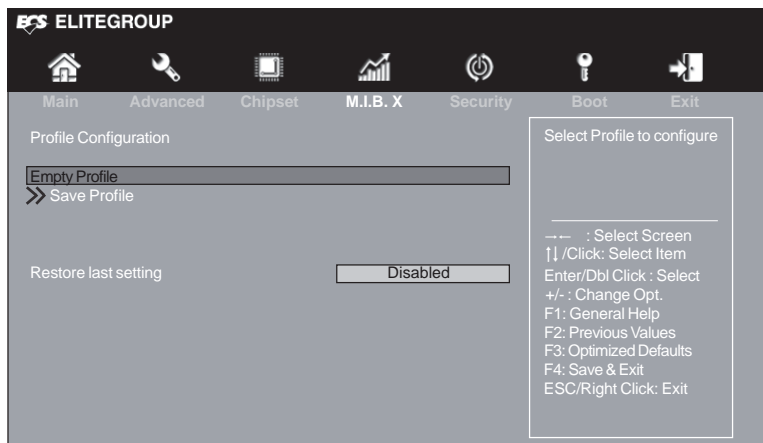 ECS ELITEGROUP
Main Advanced Chipset M.I.B. X Security Boot Exit
Profile Configuration
Empty Profile
Save Profile
Restore last setting Disabled
Select Profile to configure
→← : Select Screen
↑↓/Click: Select Item
Enter/Dbl Click : Select
+/- : Change Opt.
F1: General Help
F2: Previous Values
F3: Optimized Defaults
F4: Save & Exit
ESC/Right Click: Exit